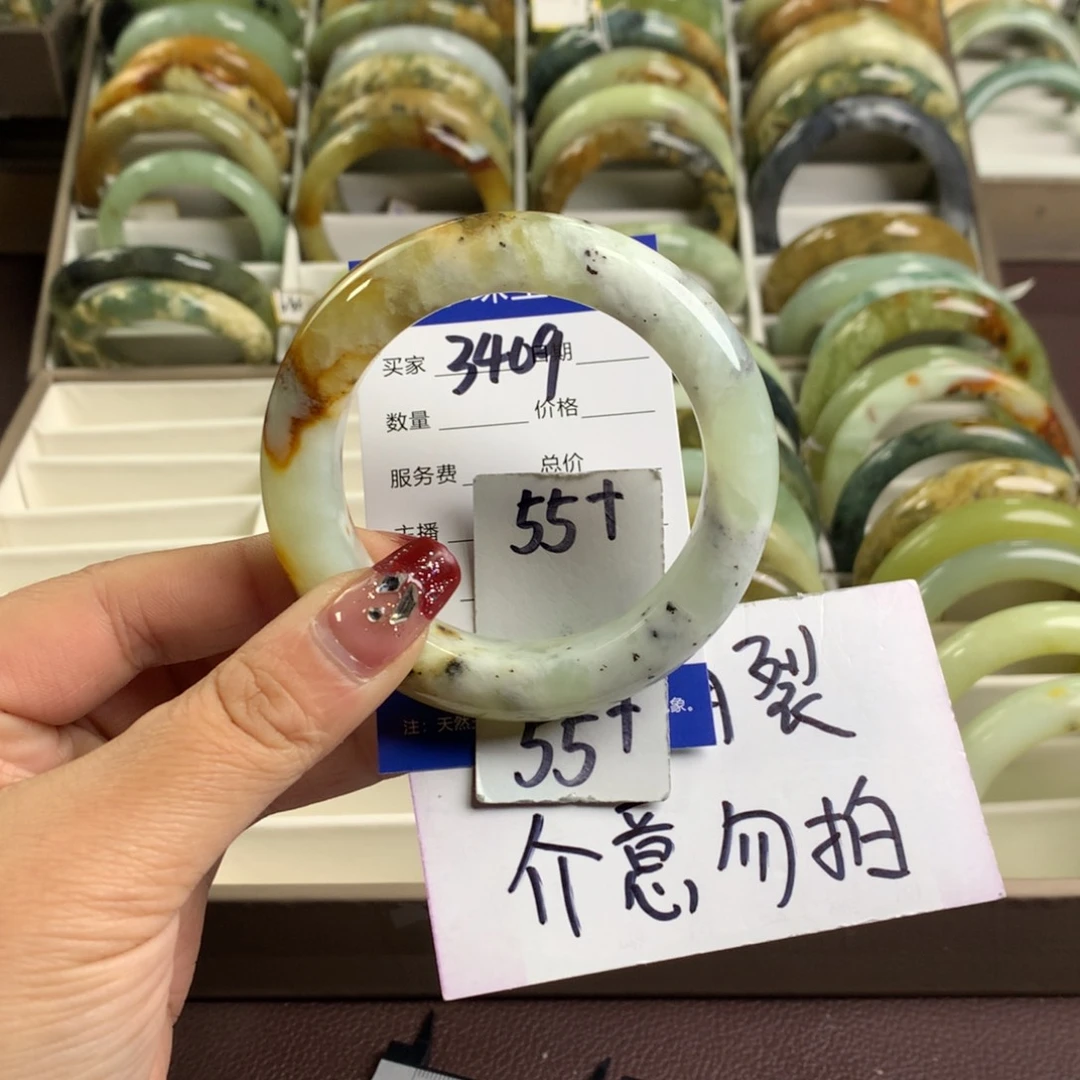 买家 3409 日期
数量 价格
服务费 总价
主播
55+
55+
注：天然
象。
裂
介意勿拍